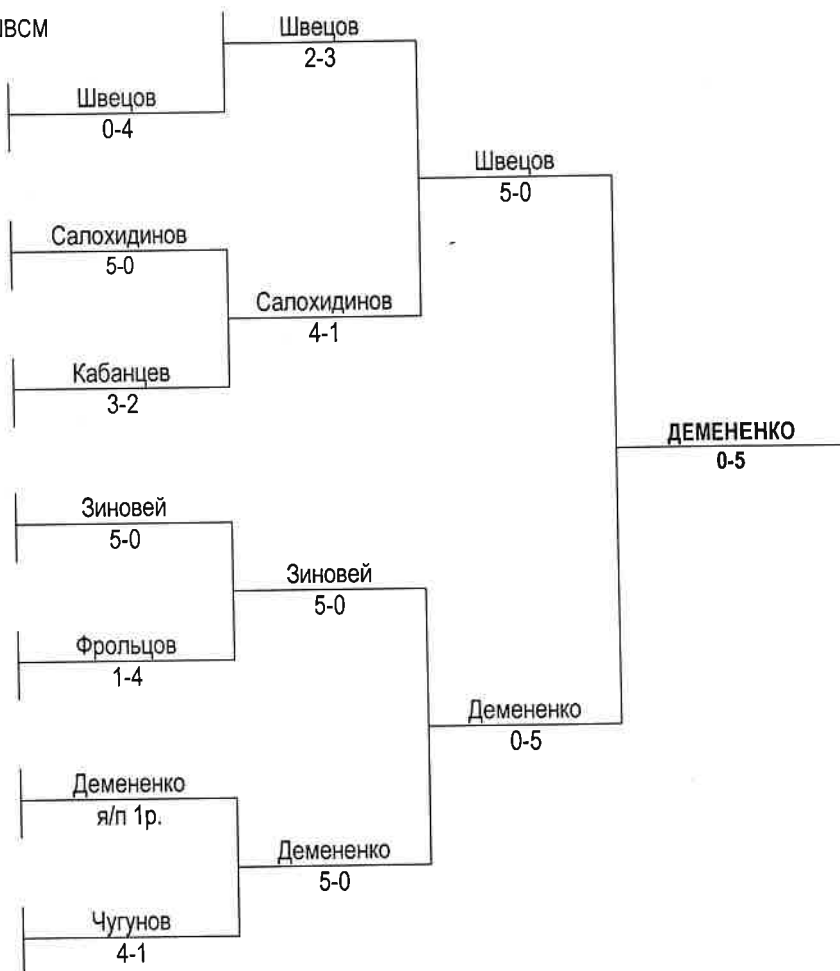 Швецов
2-3
Швецов
0-4
Швецов
5-0
Салохидинов
5-0
Салохидинов
4-1
Кабанцев
3-2
ДЕМЕНЕНКО
0-5
Зиновей
5-0
Зиновей
5-0
Фрольцов
1-4
Демененко
0-5
Демененко
я/п 1р.
Демененко
5-0
Чугунов
4-1